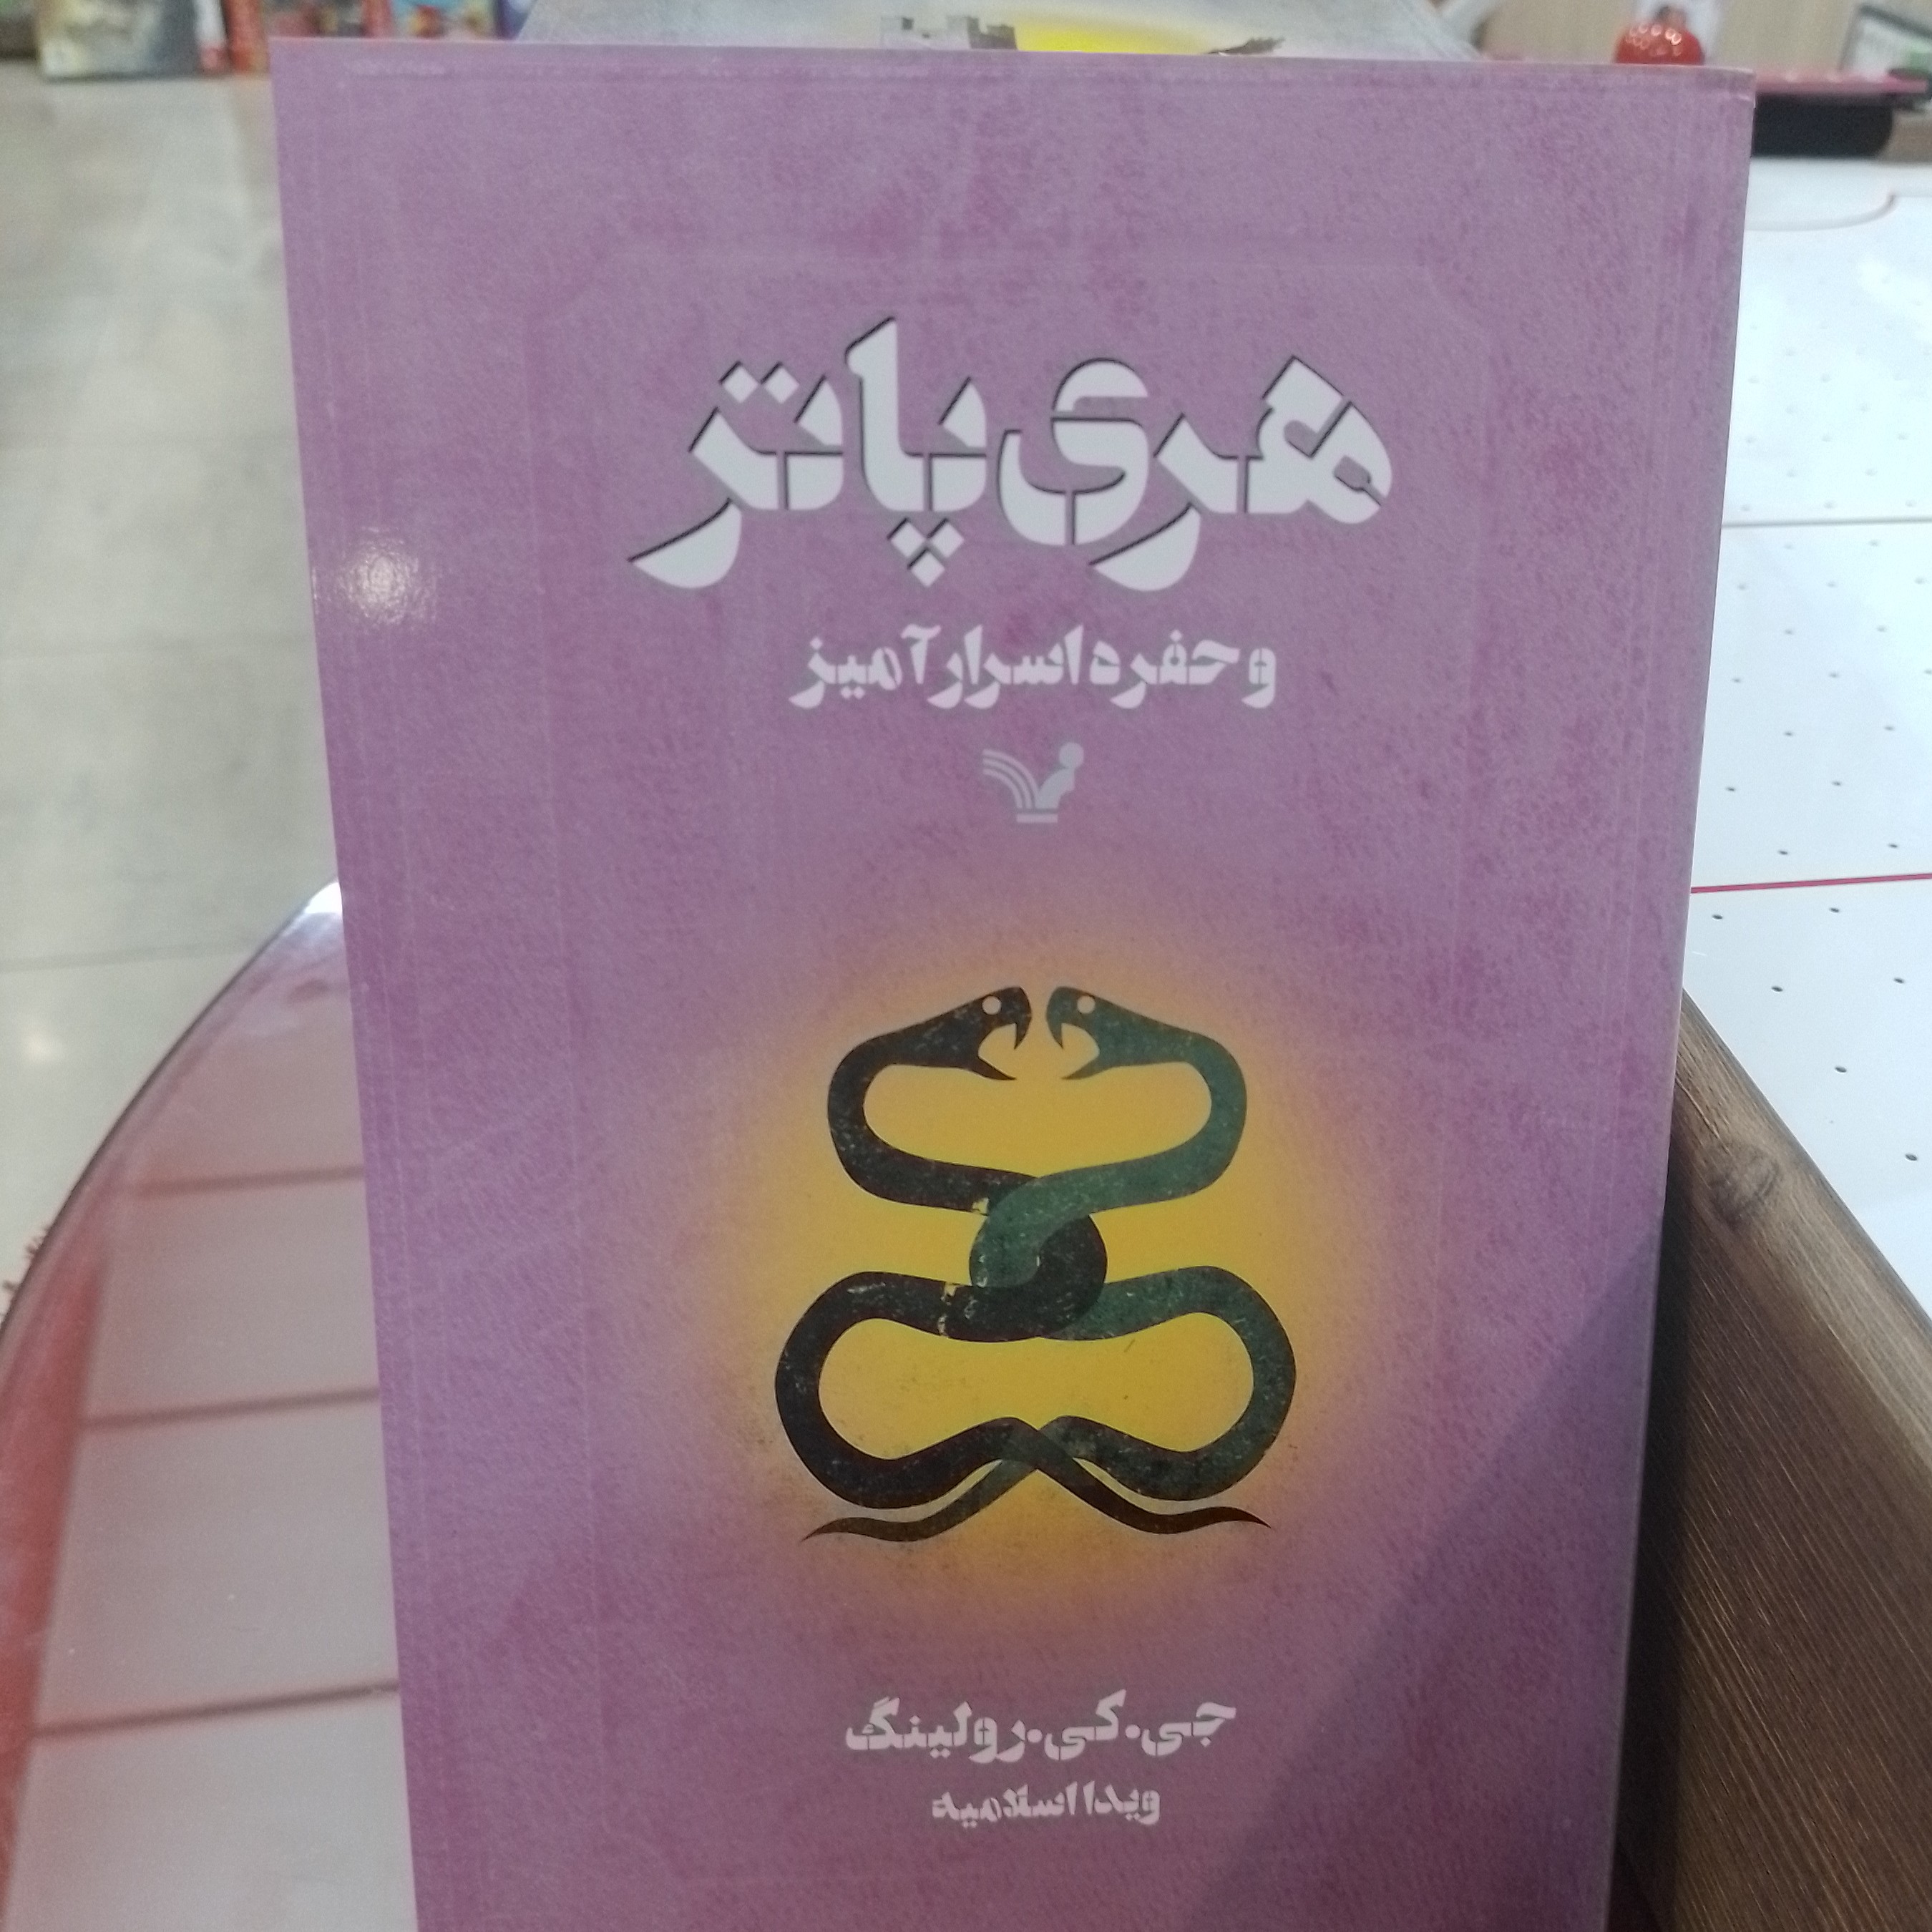 هری پاتر
و حفره اسرارآمیز
جی. کی. رولینگ
ویدا اسلامیه